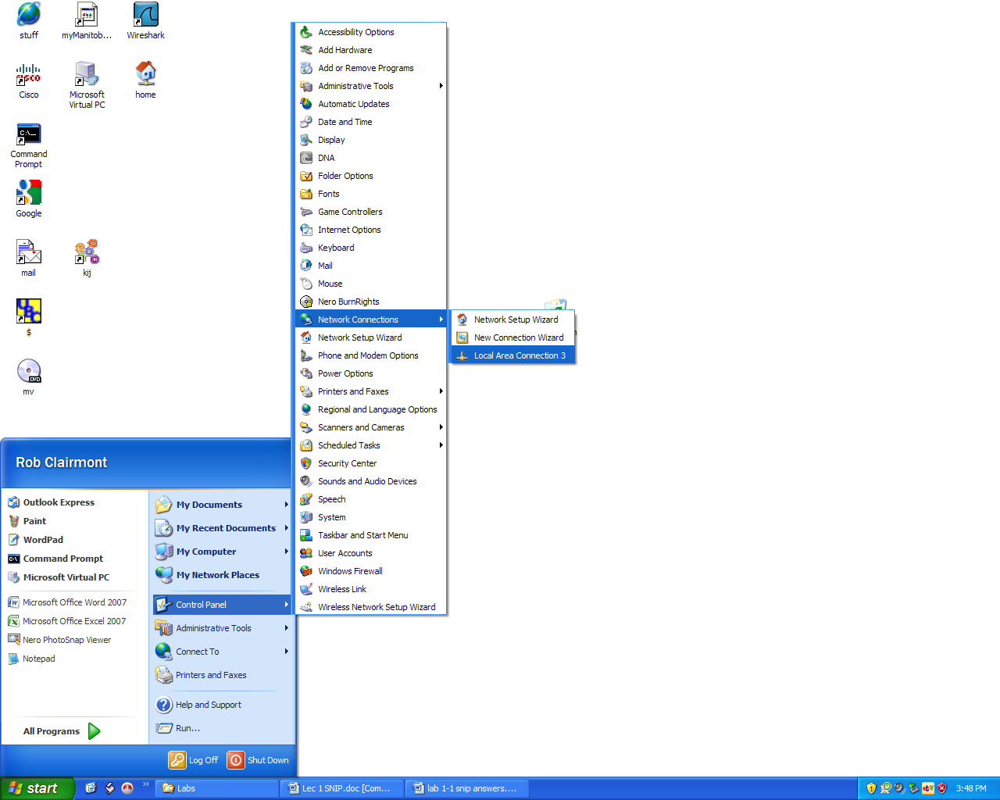 stuff
myManitob...
Wireshark
Cisco
Microsoft
Virtual PC
home
Command
Prompt
Google
mail
kij
$
mv
Accessibility Options
Add Hardware
Add or Remove Programs
Administrative Tools
Automatic Updates
Date and Time
Display
DNA
Folder Options
Fonts
Game Controllers
Internet Options
Keyboard
Mail
Mouse
Nero BurnRights
Network Connections
Network Setup Wizard
Phone and Modem Options
Power Options
Printers and Faxes
Regional and Language Options
Scanners and Cameras
Scheduled Tasks
Security Center
Sounds and Audio Devices
Speech
System
Taskbar and Start Menu
User Accounts
Windows Firewall
Wireless Link
Wireless Network Setup Wizard
Network Setup Wizard
New Connection Wizard
Local Area Connection 3
Rob Clairmont
Outlook Express
Paint
WordPad
Command Prompt
Microsoft Virtual PC
Microsoft Office Word 2007
Microsoft Office Excel 2007
Nero PhotoSnap Viewer
Notepad
All Programs
My Documents
My Recent Documents
My Computer
My Network Places
Control Panel
Administrative Tools
Connect To
Printers and Faxes
Help and Support
Run...
Log Off
Shut Down
start
Labs
Lec 1 SNIP.doc [Com...
lab 1-1 snip answers....
3:48 PM